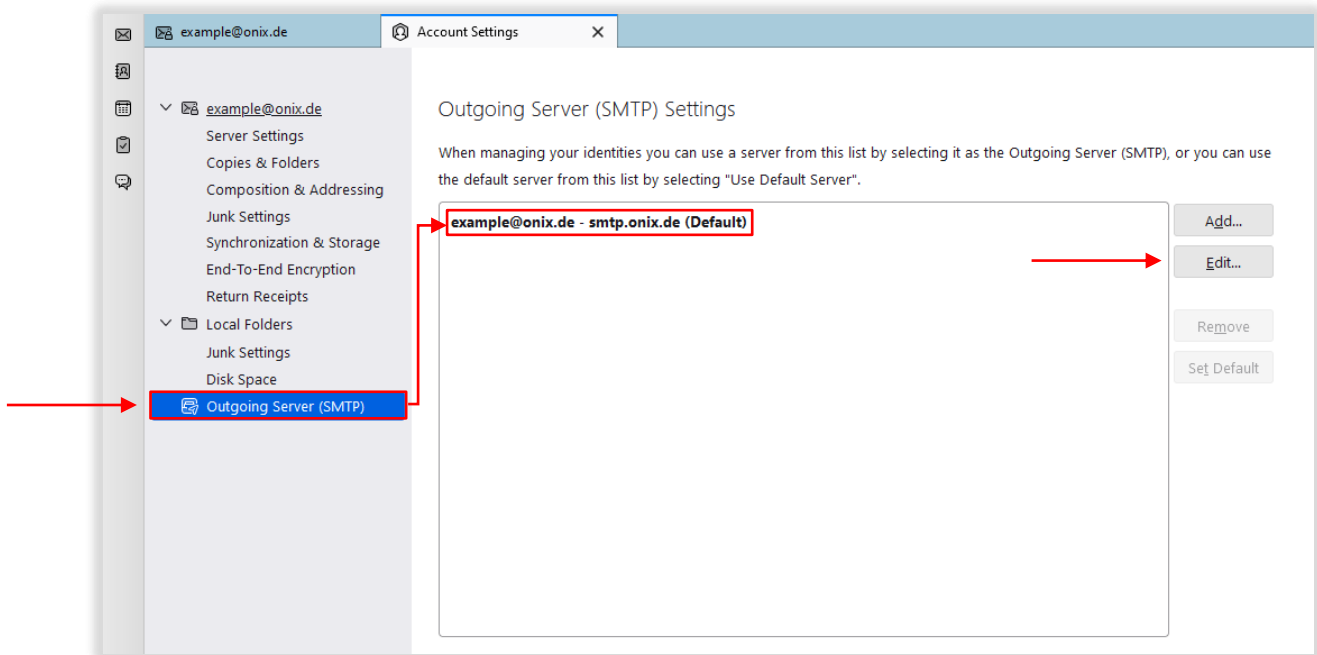 example@onix.de
Account Settings
example@onix.de
Server Settings
Copies & Folders
Composition & Addressing
Junk Settings
Synchronization & Storage
End-To-End Encryption
Return Receipts
Local Folders
Junk Settings
Disk Space
Outgoing Server (SMTP)
Outgoing Server (SMTP) Settings
When managing your identities you can use a server from this list by selecting it as the Outgoing Server (SMTP), or you can use
the default server from this list by selecting "Use Default Server".
example@onix.de - smtp.onix.de (Default)
Add...
Edit...
Remove
Set Default